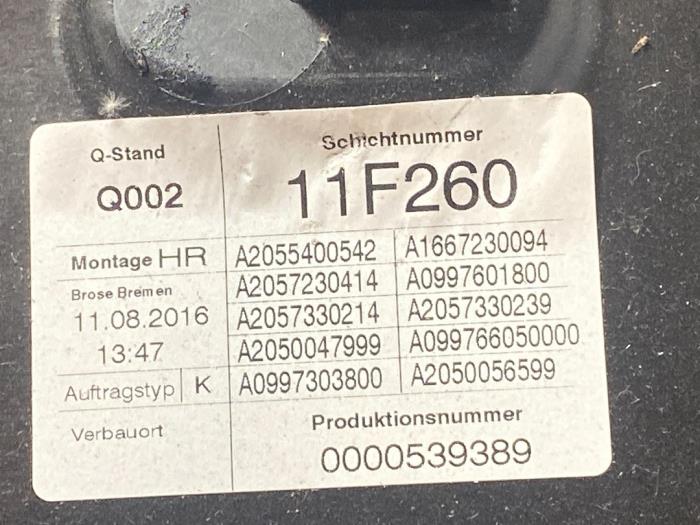 Q-Stand
Q002
Schichtnummer
11F260
Montage HR
Brose Bremen
11.08.2016
13:47
Auftragstyp K
Verbauort
A2055400542 A1667230094
A2057230414 A0997601800
A2057330214 A2057330239
A2050047999 A099766050000
A0997303800 A2050056599
Produktionsnummer
0000539389